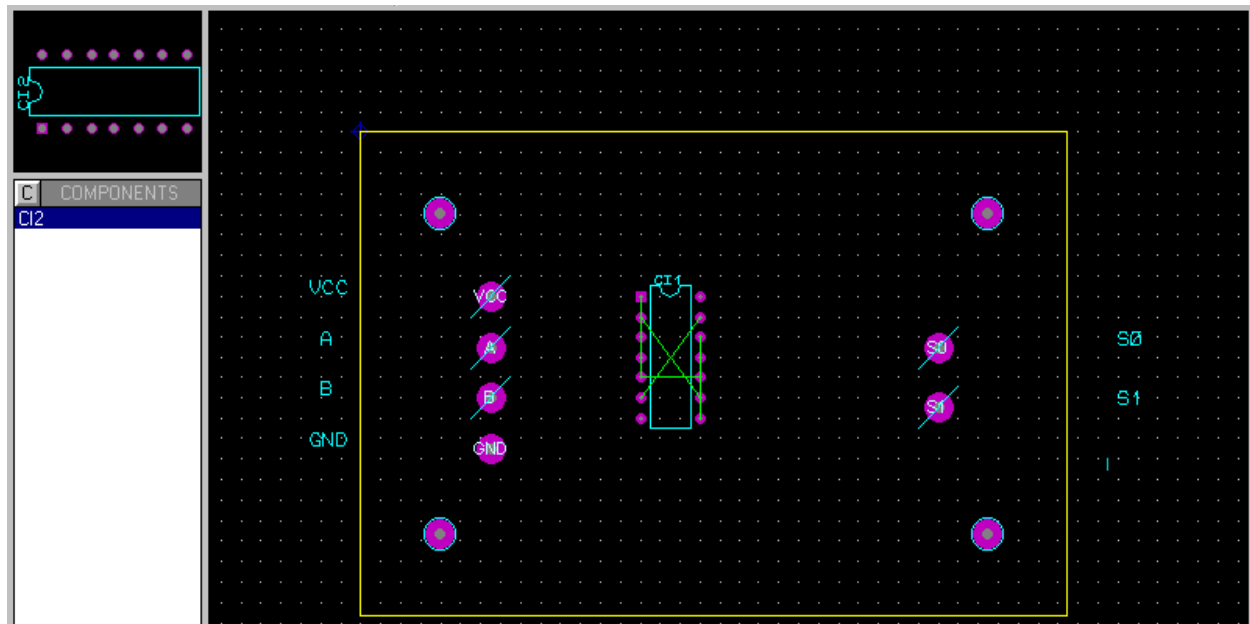 CI2
C COMPONENTS
CI2
CI1
VCC
VCC
A
A
S0
S0
B
B
S1
S1
GND
GND